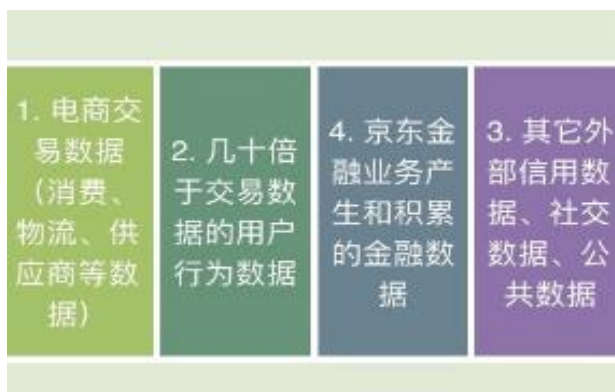 1. 电商交
易数据
（消费、
物流、供
应商等数
据）
2. 几十倍
于交易数
据的用户
行为数据
4. 京东金
融业务产
生和积累
的金融数
据
3. 其它外
部信用数
据、社交
数据、公
共数据